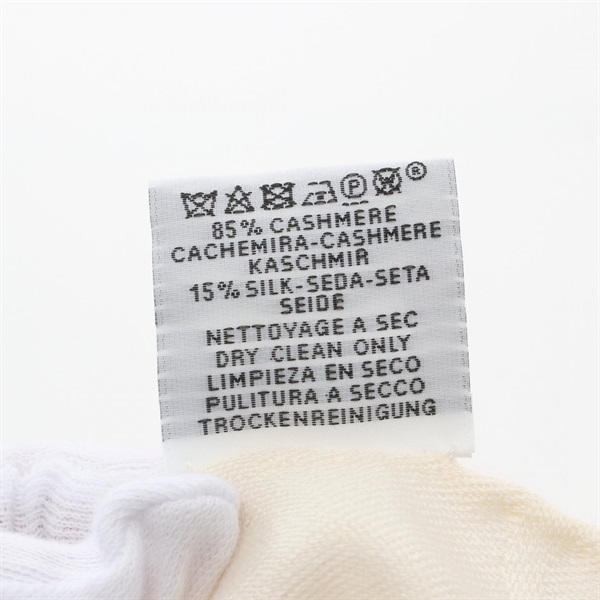 P ®
85% CASHMERE
CACHEMIRA-CASHMERE
KASCHMIR
15% SILK-SEDA-SETA
SEIDE
NETTOYAGE A SEC
DRY CLEAN ONLY
LIMPIEZA EN SECO
PULITURA A SECCO
TROCKENREINIGUNG